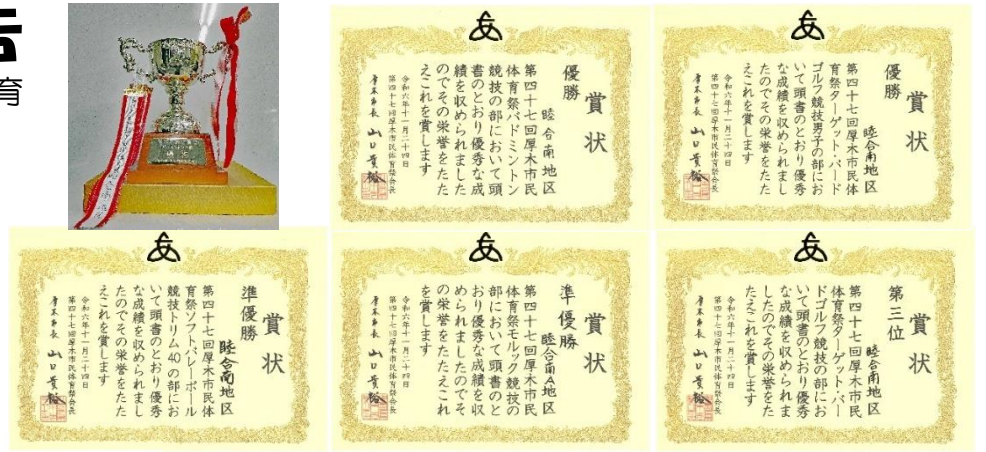 育
賞状
優勝
睦合南地区
第四十七回厚木市民
体育祭バドミントン
競技の部において頭
書のとおり優秀な成
績を収められました
のでその栄誉をたた
えこれを賞します
令和六年十一月二十四日
第四十七回厚木市民体育祭会長
厚木市長 山口貴裕
賞状
優勝
睦合南地区
第四十七回厚木市民体
育祭ターゲット・バード
ゴルフ競技男子の部にお
いて頭書のとおり優秀
な成績を収められまし
たのでその栄誉をたた
えこれを賞します
令和六年十一月二十四日
第四十七回厚木市民体育祭会長
厚木市長 山口貴裕
賞状
準優勝
睦合南地区
第四十七回厚木市民体
育祭ソフトバレーボール
競技トリム40の部にお
いて頭書のとおり優秀
な成績を収められまし
たのでその栄誉をたた
えこれを賞します
令和六年十一月二十四日
第四十七回厚木市民体育祭会長
厚木市長 山口貴裕
賞状
準優勝
睦合南A地区
第四十七回厚木市民
体育祭モルック競技の
部において頭書のと
おり優秀な成績を収
められましたのでそ
の栄誉をたたえこれ
を賞します
令和六年十一月二十四日
第四十七回厚木市民体育祭会長
厚木市長 山口貴裕
賞状
第三位
睦合南地区
第四十七回厚木市民
体育祭ターゲット・バー
ドゴルフ競技の部にお
いて頭書のとおり優秀
な成績を収められま
したのでその栄誉をた
たえこれを賞します
令和六年十一月二十四日
第四十七回厚木市民体育祭会長
厚木市長 山口貴裕